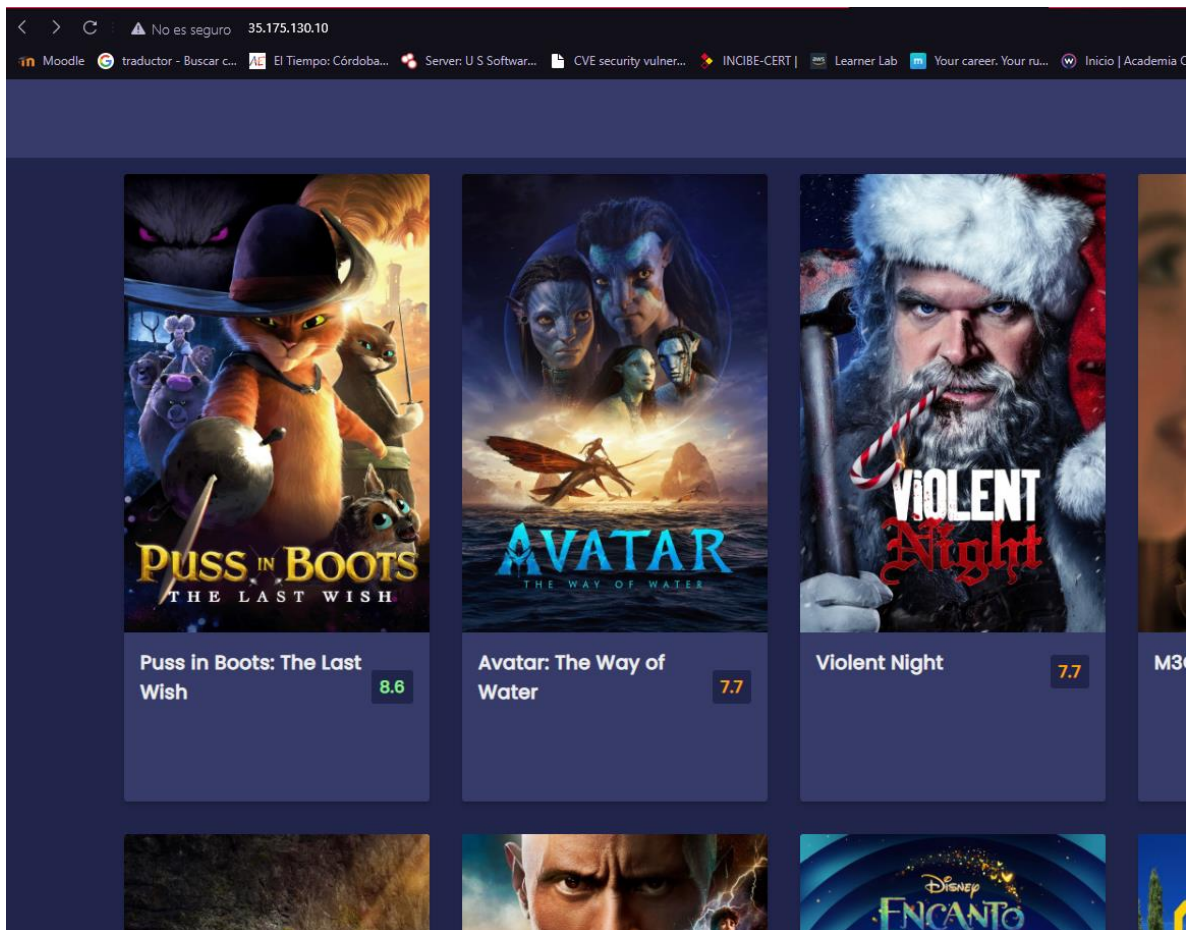 No es seguro 35.175.130.10
Moodle traductor - Buscar c... El Tiempo: Córdoba... Server: U S Softwar... CVE security vulner... INCIBE-CERT | Learner Lab Your career. Your ru... Inicio | Academia C
PUSS IN BOOTS
THE LAST WISH
AVATAR
THE WAY OF WATER
VIOLENT
Night
Puss in Boots: The Last
Wish
8.6
Avatar: The Way of
Water
7.7
Violent Night
7.7
M3
DISNEY
ENCANTO